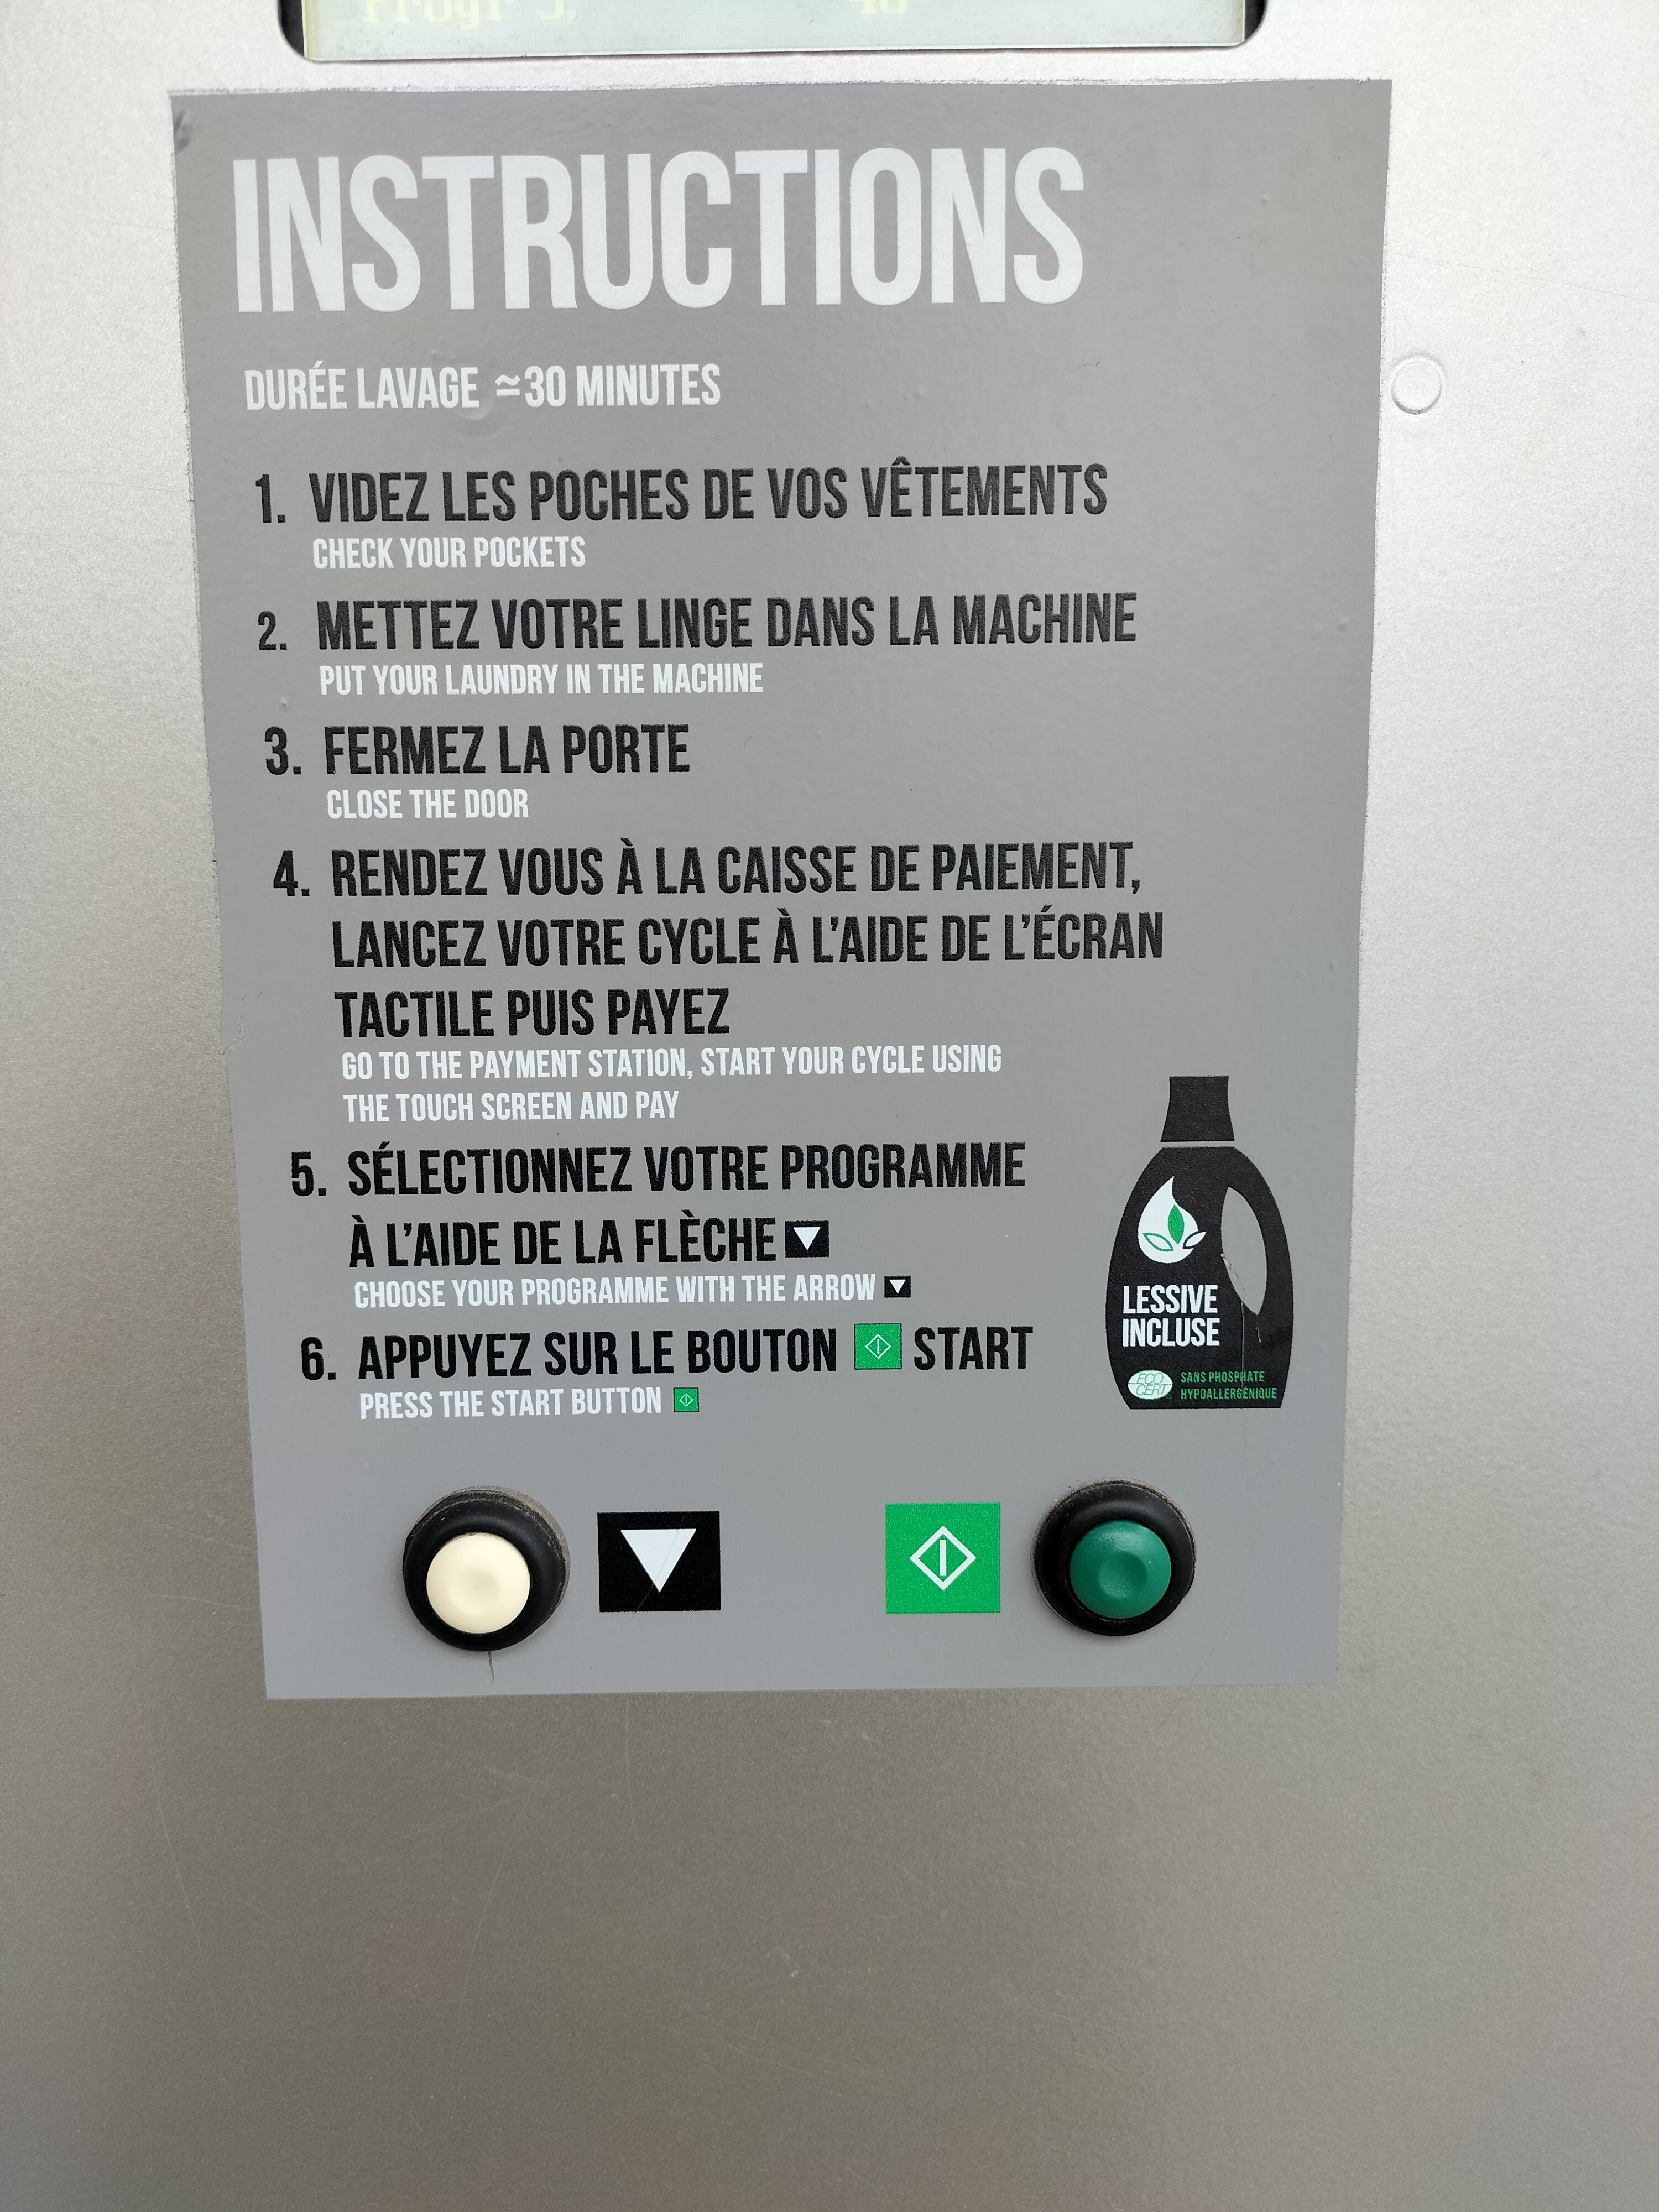 INSTRUCTIONS
DURÉE LAVAGE ≃30 MINUTES
1. VIDEZ LES POCHES DE VOS VÊTEMENTS
CHECK YOUR POCKETS
2. METTEZ VOTRE LINGE DANS LA MACHINE
PUT YOUR LAUNDRY IN THE MACHINE
3. FERMEZ LA PORTE
CLOSE THE DOOR
4. RENDEZ VOUS À LA CAISSE DE PAIEMENT,
LANCEZ VOTRE CYCLE À L'AIDE DE L'ÉCRAN
TACTILE PUIS PAYEZ
GO TO THE PAYMENT STATION, START YOUR CYCLE USING
THE TOUCH SCREEN AND PAY
5. SÉLECTIONNEZ VOTRE PROGRAMME
À L'AIDE DE LA FLÈCHE
CHOOSE YOUR PROGRAMME WITH THE ARROW
6. APPUYEZ SUR LE BOUTON START
PRESS THE START BUTTON
LESSIVE
INCLUSE
ECO
CERT
SANS PHOSPHATE
HYPOALLERGÉNIQUE